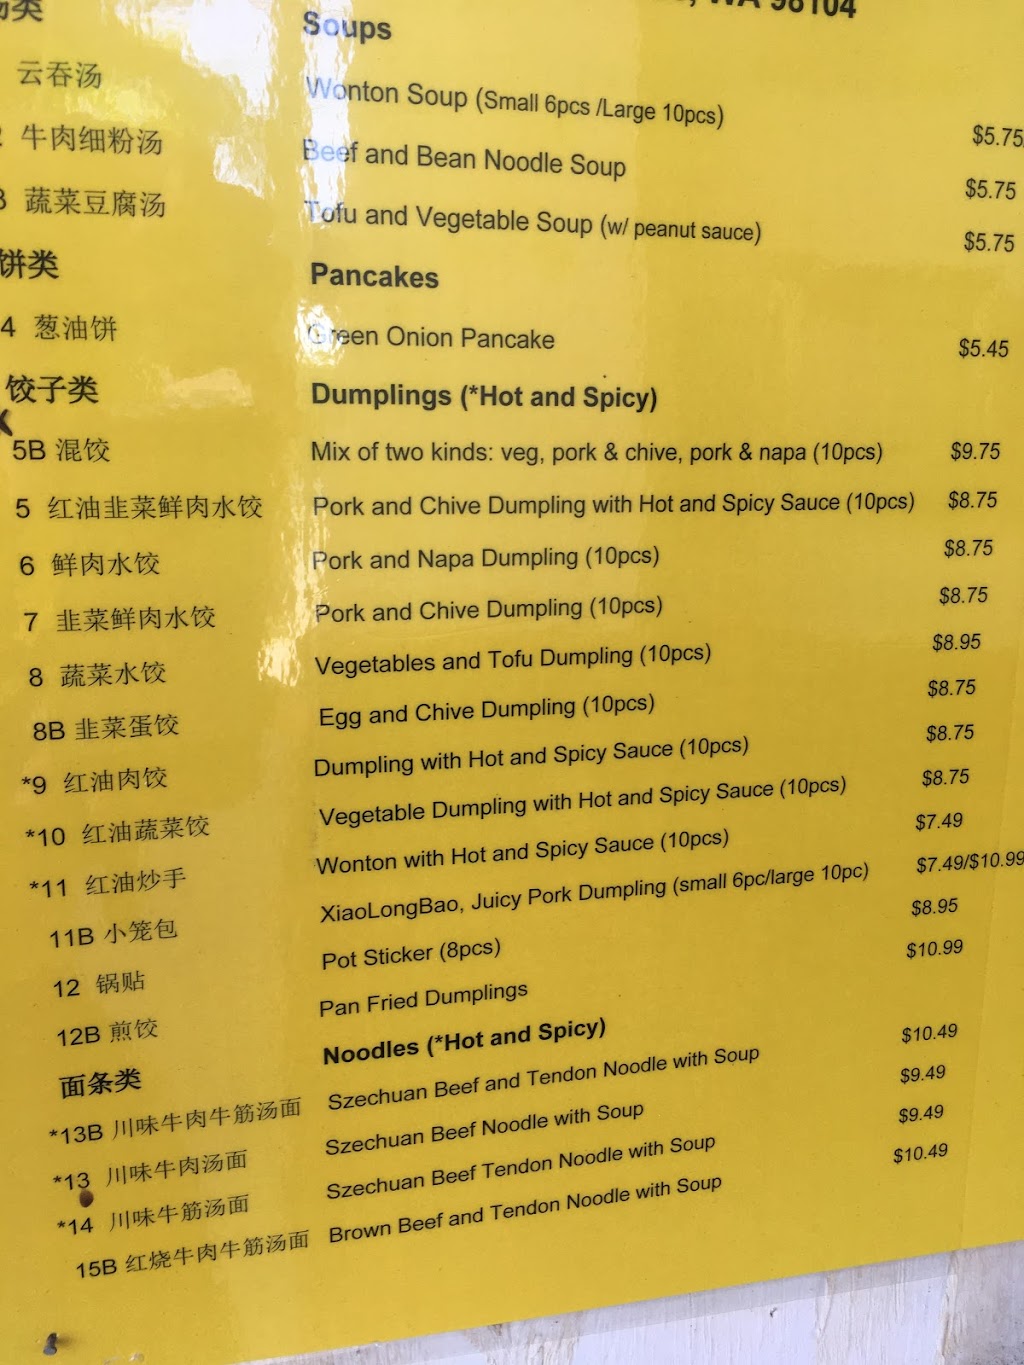 WA 98104
汤类 Soups
云吞汤 Wonton Soup (Small 6pcs /Large 10pcs) $5.75
牛肉细粉汤 Beef and Bean Noodle Soup $5.75
蔬菜豆腐汤 Tofu and Vegetable Soup (w/ peanut sauce) $5.75
饼类 Pancakes
4 葱油饼 Green Onion Pancake $5.45
饺子类 Dumplings (*Hot and Spicy)
5B 混饺 Mix of two kinds: veg, pork & chive, pork & napa (10pcs) $9.75
5 红油韭菜鲜肉水饺 Pork and Chive Dumpling with Hot and Spicy Sauce (10pcs) $8.75
6 鲜肉水饺 Pork and Napa Dumpling (10pcs) $8.75
7 韭菜鲜肉水饺 Pork and Chive Dumpling (10pcs) $8.75
8 蔬菜水饺 Vegetables and Tofu Dumpling (10pcs) $8.95
8B 韭菜蛋饺 Egg and Chive Dumpling (10pcs) $8.75
*9 红油肉饺 Dumpling with Hot and Spicy Sauce (10pcs) $8.75
*10 红油蔬菜饺 Vegetable Dumpling with Hot and Spicy Sauce (10pcs) $8.75
*11 红油炒手 Wonton with Hot and Spicy Sauce (10pcs) $7.49
11B 小笼包 XiaoLongBao, Juicy Pork Dumpling (small 6pc/large 10pc) $7.49/$10.99
12 锅贴 Pot Sticker (8pcs) $8.95
12B 煎饺 Pan Fried Dumplings $10.99
面条类 Noodles (*Hot and Spicy)
*13B 川味牛肉牛筋汤面 Szechuan Beef and Tendon Noodle with Soup $10.49
*13 川味牛肉汤面 Szechuan Beef Noodle with Soup $9.49
*14 川味牛筋汤面 Szechuan Beef Tendon Noodle with Soup $9.49
15B 红烧牛肉牛筋汤面 Brown Beef and Tendon Noodle with Soup $10.49